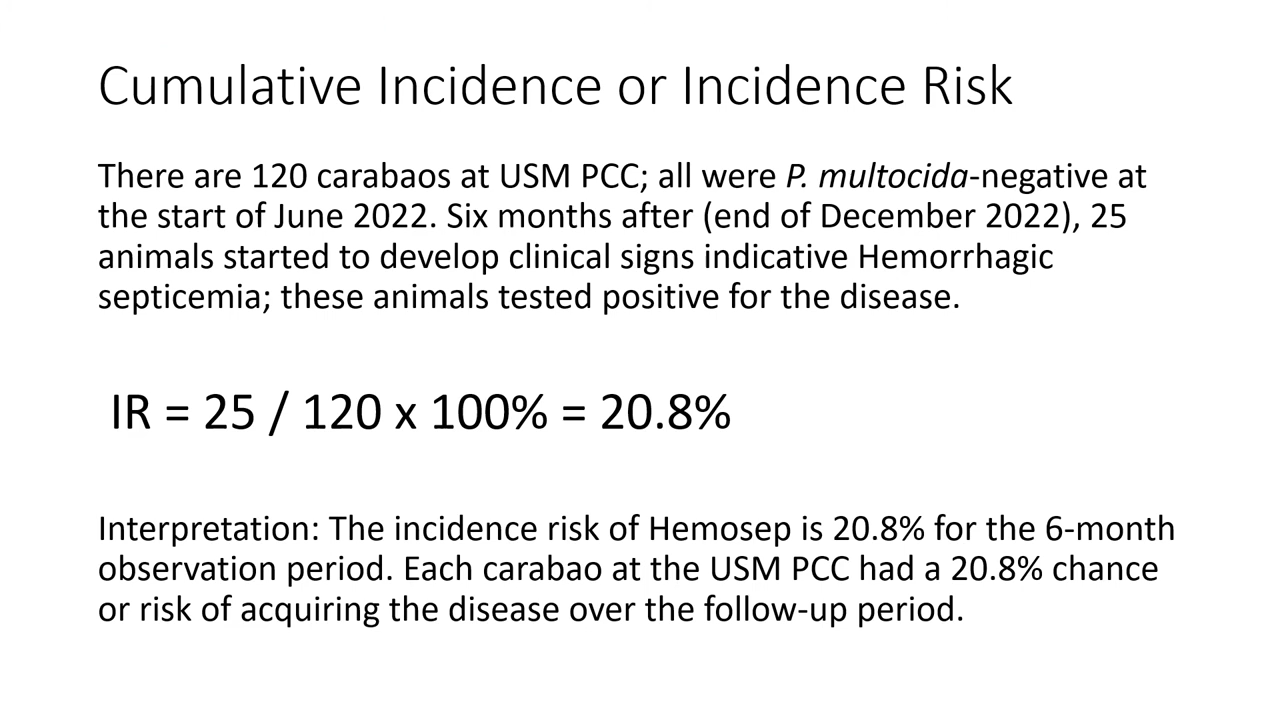 Cumulative Incidence or Incidence Risk
There are 120 carabaos at USM PCC; all were P. multocida-negative at
the start of June 2022. Six months after (end of December 2022), 25
animals started to develop clinical signs indicative Hemorrhagic
septicemia; these animals tested positive for the disease.
IR = 25 / 120 x 100% = 20.8%
Interpretation: The incidence risk of Hemosep is 20.8% for the 6-month
observation period. Each carabao at the USM PCC had a 20.8% chance
or risk of acquiring the disease over the follow-up period.